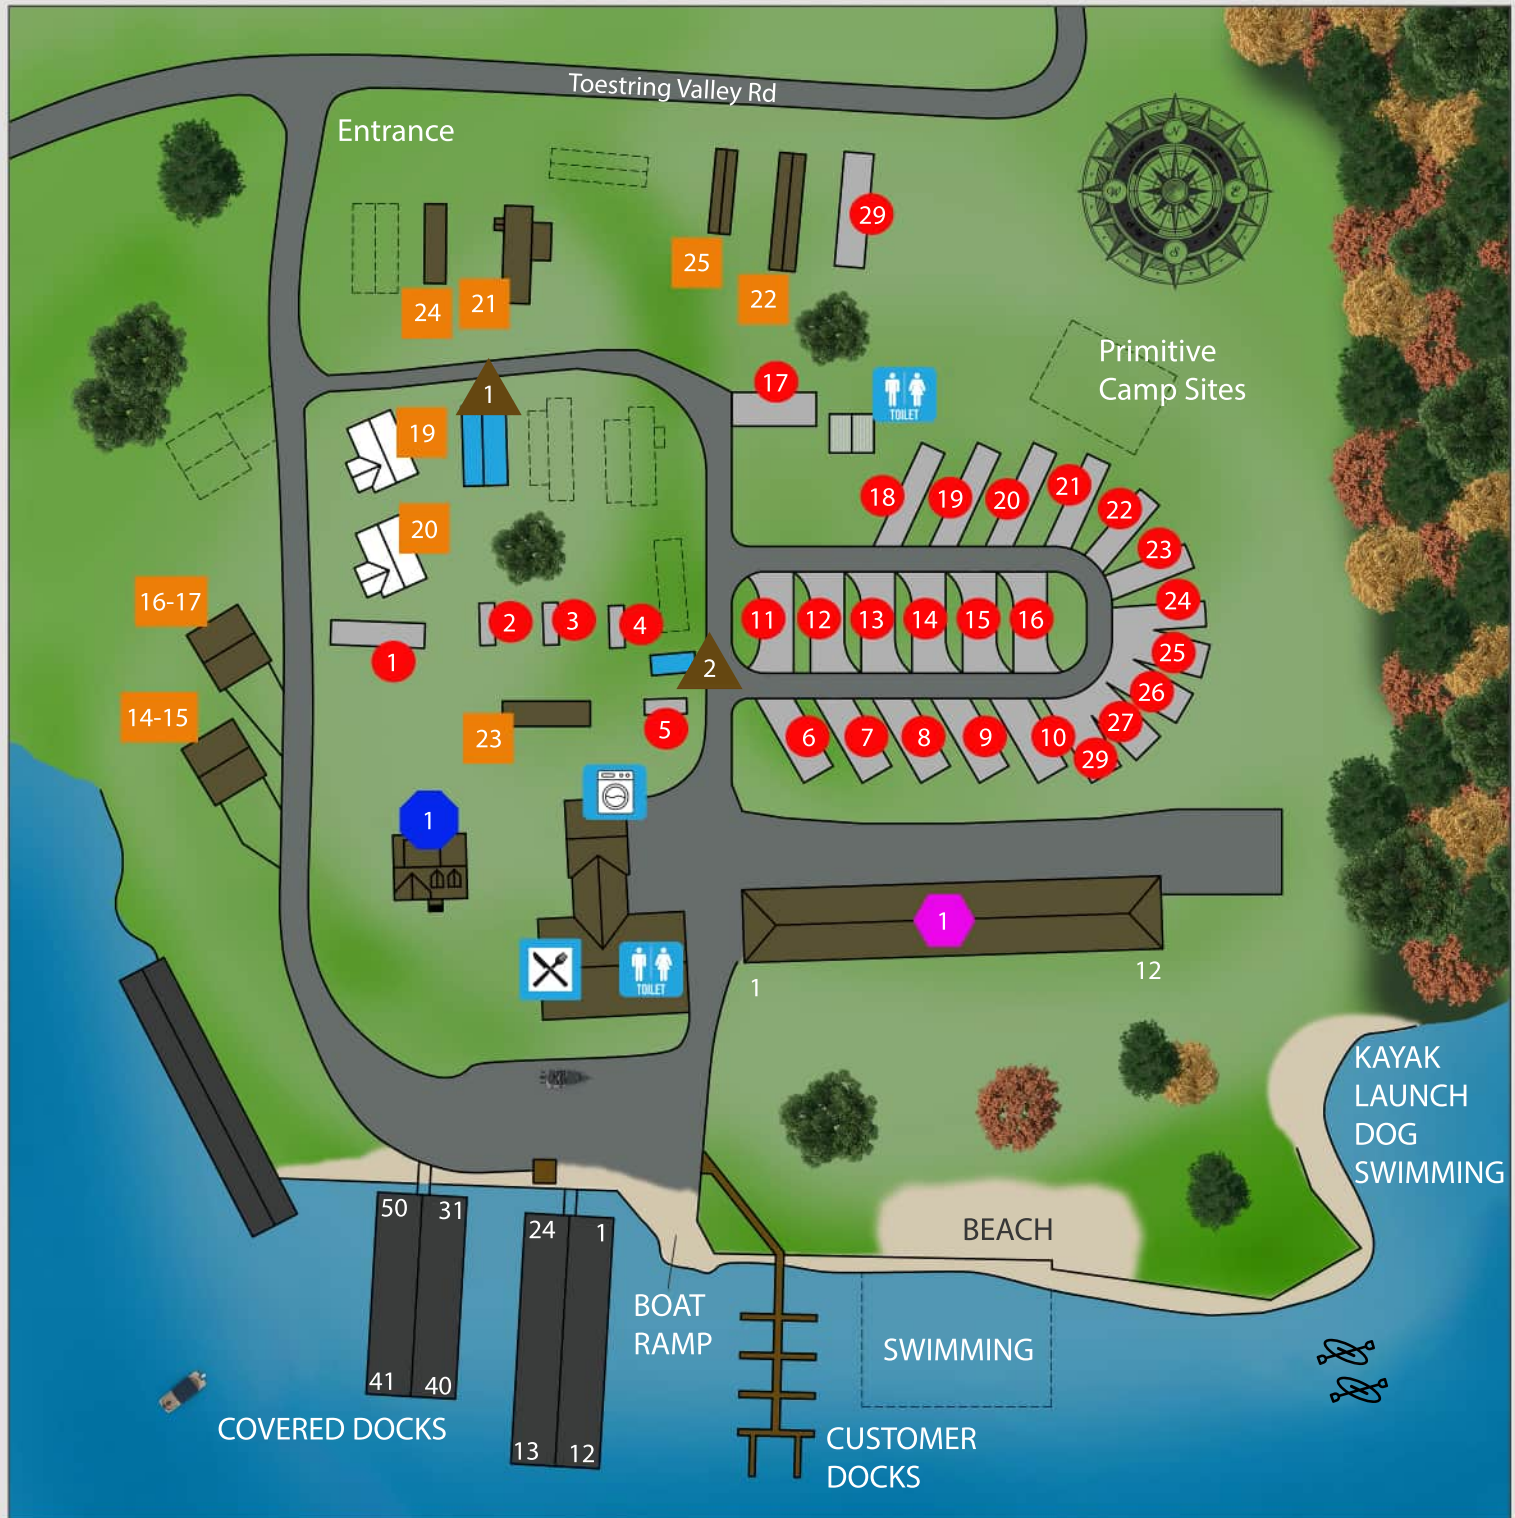 Toestring Valley Rd
Entrance
N
E
S
W
29
25
22
24
21
Primitive
Camp Sites
17
TOILET
1
19
18
19
20
21
22
20
23
16-17
24
2
3
4
11
12
13
14
15
16
1
2
25
26
14-15
23
5
6
7
8
9
10
27
29
1
1
TOILET
1
12
KAYAK
LAUNCH
DOG
SWIMMING
50
31
24
1
BEACH
BOAT
RAMP
SWIMMING
41
40
COVERED DOCKS
13
12
CUSTOMER
DOCKS